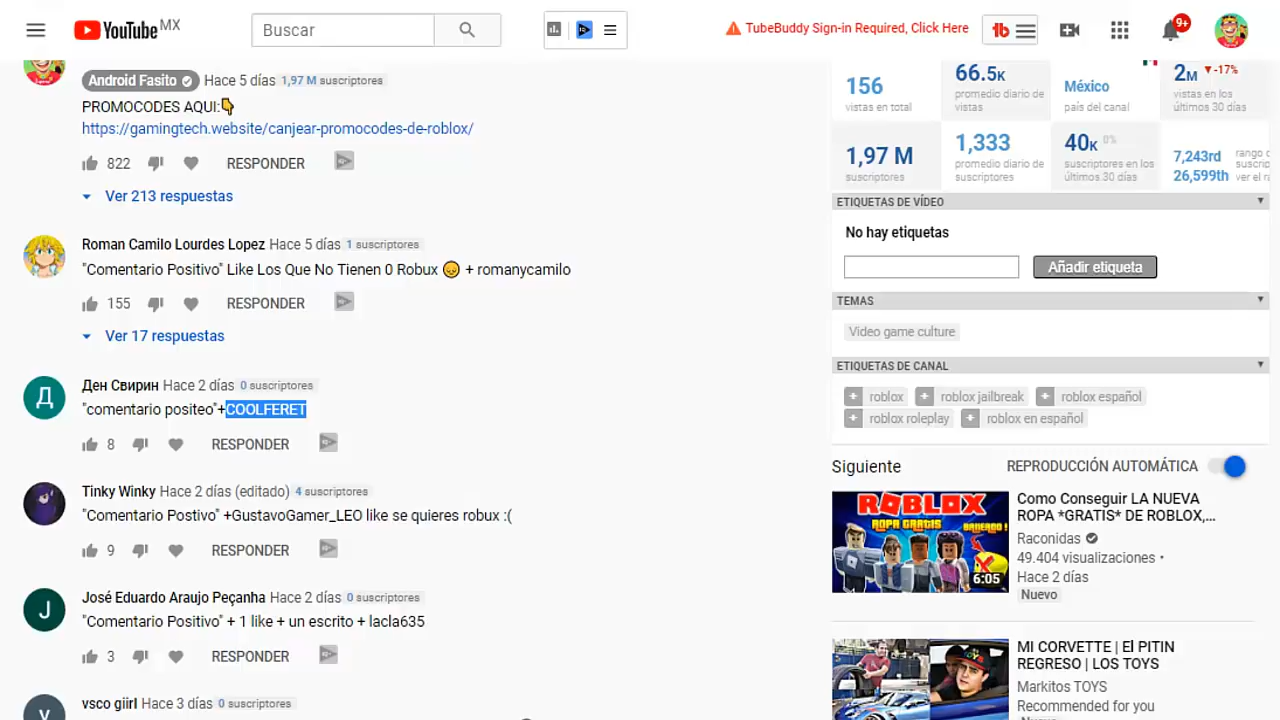 YouTube MX
Buscar
TubeBuddy Sign-in Required, Click Here
tb
9+
Android Fasito Hace 5 días 1,97 M suscriptores
PROMOCODES AQUI:👇
https://gamingtech.website/canjear-promocodes-de-roblox/
822 RESPONDER
Ver 213 respuestas
Roman Camilo Lourdes Lopez Hace 5 días 1 suscriptores
"Comentario Positivo" Like Los Que No Tienen 0 Robux 😞 + romanycamilo
155 RESPONDER
Ver 17 respuestas
Д
Ден Свирин Hace 2 días 0 suscriptores
"comentario positeo"+COOLFERET
8 RESPONDER
Tinky Winky Hace 2 días (editado) 4 suscriptores
"Comentario Postivo" +GustavoGamer_LEO like se quieres robux :(
9 RESPONDER
J
José Eduardo Araujo Peçanha Hace 2 días 0 suscriptores
"Comentario Positivo" + 1 like + un escrito + lacla635
3 RESPONDER
vsco giirl Hace 3 días 0 suscriptores
156
vistas en total
66.5K
promedio diario de
vistas
México
país del canal
2M -17%
vistas en los
últimos 30 días
1,97 M
suscriptores
1,333
promedio diario de
suscriptores
40K 0%
suscriptores en los
últimos 30 días
7,243rd
26,599th
rango
suscrip
ver el
ETIQUETAS DE VÍDEO
No hay etiquetas
Añadir etiqueta
TEMAS
Video game culture
ETIQUETAS DE CANAL
+ roblox + roblox jailbreak + roblox español
+ roblox roleplay + roblox en español
Siguiente REPRODUCCIÓN AUTOMÁTICA
ROBLOX
ROPA GRATIS
6:05
Como Conseguir LA NUEVA
ROPA *GRATIS* DE ROBLOX,...
Raconidas
49.404 visualizaciones •
Hace 2 días
Nuevo
MI CORVETTE | El PITIN
REGRESO | LOS TOYS
Markitos TOYS
Recommended for you